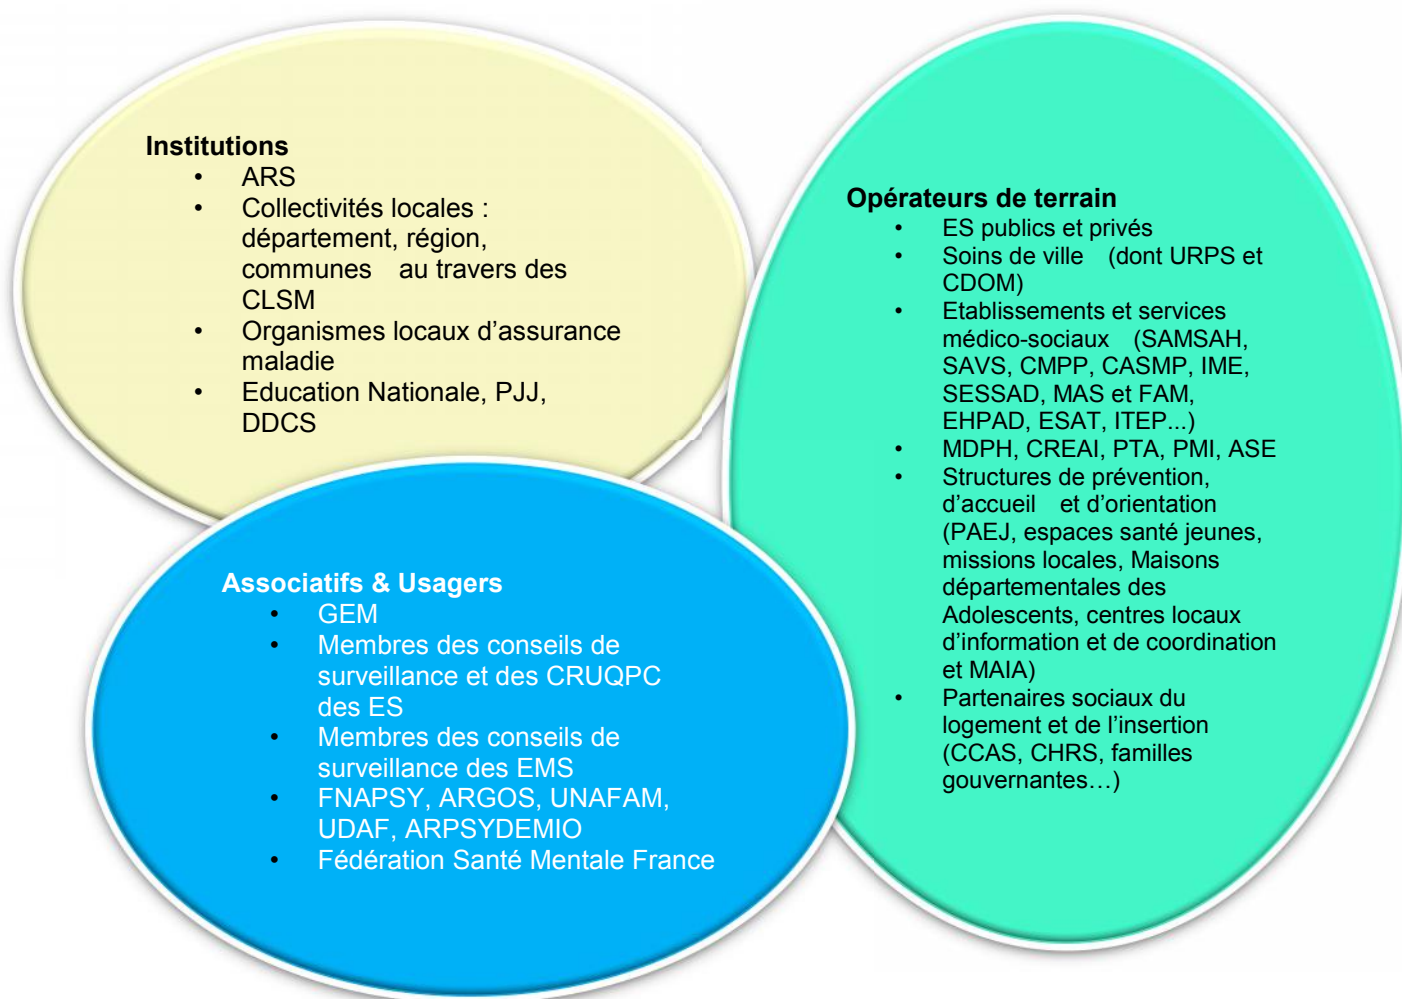 Institutions
• ARS
• Collectivités locales :
département, région,
communes au travers des
CLSM
• Organismes locaux d’assurance
maladie
• Education Nationale, PJJ,
DDCS
Opérateurs de terrain
• ES publics et privés
• Soins de ville (dont URPS et
CDOM)
• Etablissements et services
médico-sociaux (SAMSAH,
SAVS, CMPP, CASMP, IME,
SESSAD, MAS et FAM,
EHPAD, ESAT, ITEP...)
• MDPH, CREAI, PTA, PMI, ASE
• Structures de prévention,
d’accueil et d’orientation
(PAEJ, espaces santé jeunes,
missions locales, Maisons
départementales des
Adolescents, centres locaux
d’information et de coordination
et MAIA)
• Partenaires sociaux du
logement et de l’insertion
(CCAS, CHRS, familles
gouvernantes…)
Associatifs & Usagers
• GEM
• Membres des conseils de
surveillance et des CRUQPC
des ES
• Membres des conseils de
surveillance des EMS
• FNAPSY, ARGOS, UNAFAM,
UDAF, ARPSYDEMIO
• Fédération Santé Mentale France